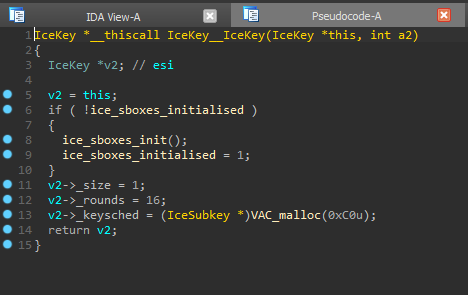 IDA View-A
Pseudocode-A
1 IceKey *__thiscall IceKey__IceKey(IceKey *this, int a2)
2 {
3   IceKey *v2; // esi
4
5   v2 = this;
6   if ( !ice_sboxes_initialised )
7   {
8     ice_sboxes_init();
9     ice_sboxes_initialised = 1;
10   }
11   v2->_size = 1;
12   v2->_rounds = 16;
13   v2->_keysched = (IceSubkey *)VAC_malloc(0xC0u);
14   return v2;
15 }